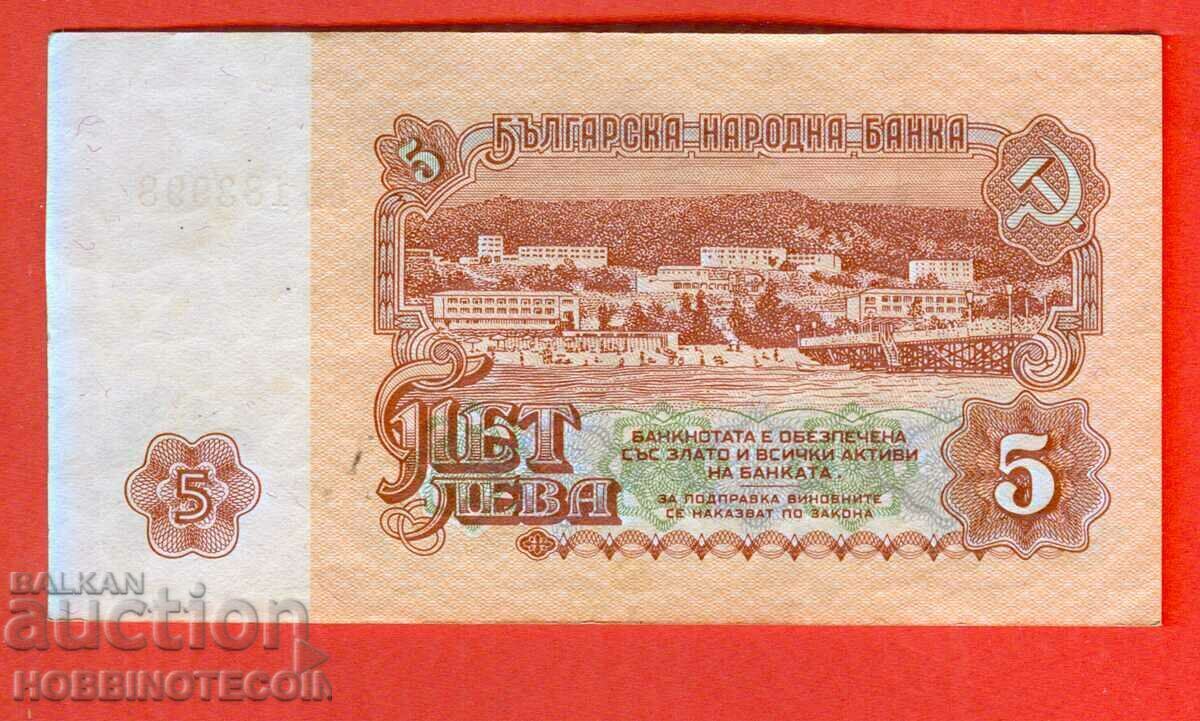 БЪЛГАРСКА НАРОДНА БАНКА
5
ПЕТ
ЛЕВА
БАНКНОТАТА Е ОБЕЗПЕЧЕНА
СЪС ЗЛАТО И ВСИЧКИ АКТИВИ
НА БАНКАТА.
ЗА ПОДПРАВКА ВИНОВНИТЕ
СЕ НАКАЗВАТ ПО ЗАКОНА
5
5
BALKAN
auction
HOBBINOTECOIN